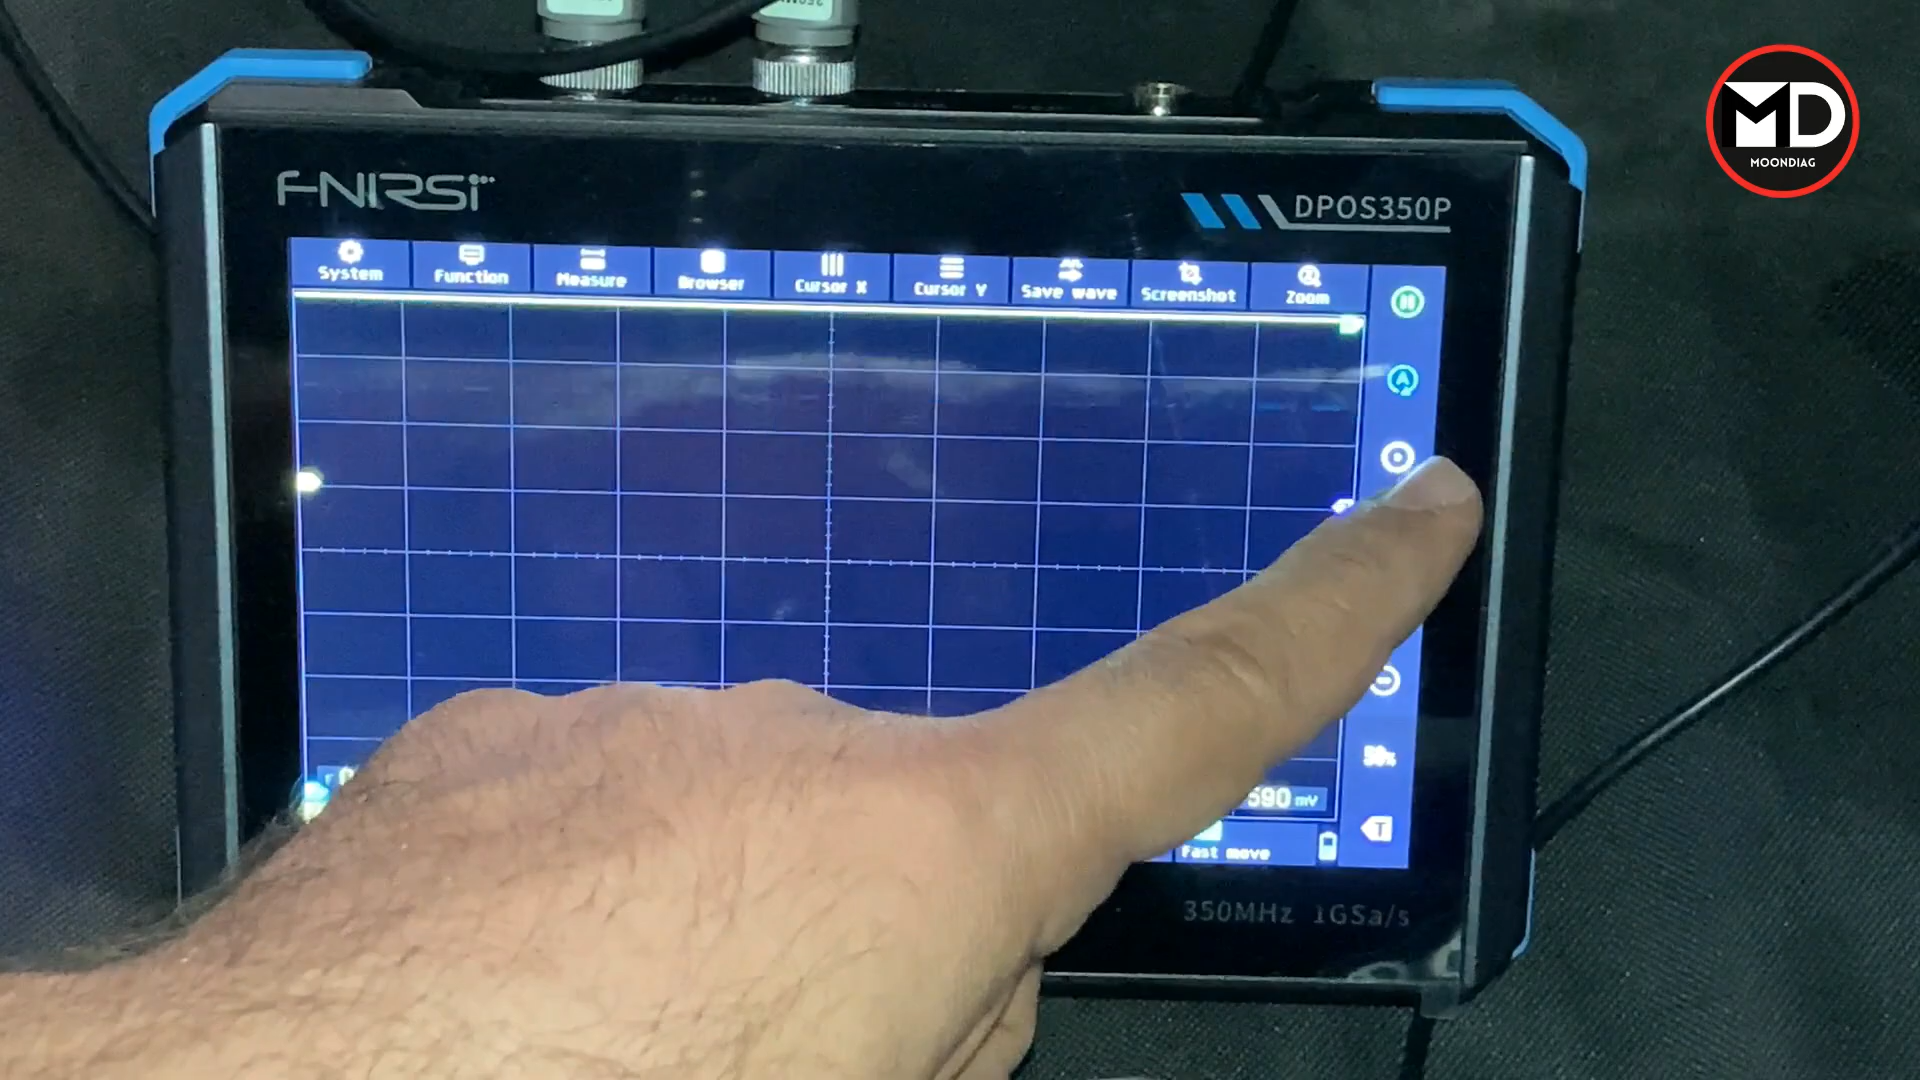 MD
MOONDIAG
FNIRSI
DPOS350P
System
Function
Measure
Browser
Cursor X
Cursor Y
Save wave
Screenshot
Zoom
A
50%
590 mV
T
Fast move
350MHz 1GSa/s